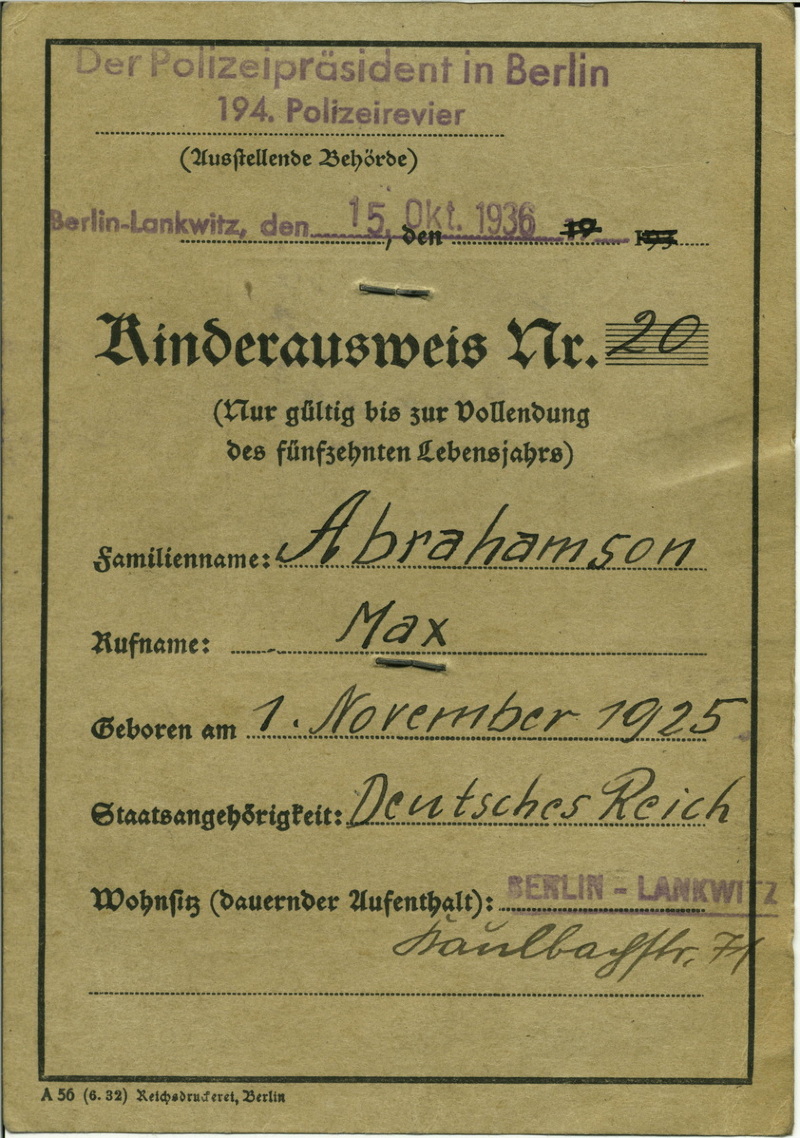 Der Polizeipräsident in Berlin
194. Polizeirevier
(Ausstellende Behörde)
Berlin-Lankwitz, den 15. Okt. 1936, den 19 193
Kinderausweis Nr. 20
(Nur gültig bis zur Vollendung
des fünfzehnten Lebensjahrs)
Familienname: Abrahamson
Rufname: Max
Geboren am 1. November 1925
Staatsangehörigkeit: Deutsches Reich
Wohnsitz (dauernder Aufenthalt): BERLIN - LANKWITZ
Kaulbachstr. 71
A 56 (6. 32) Reichsdruckerei, Berlin